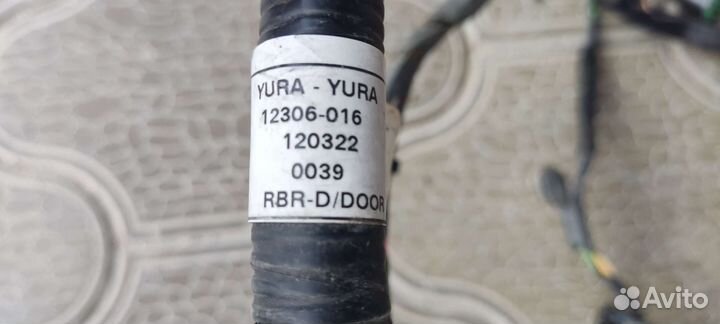 YURA - YURA
12306-016
120322
0039
RBR-D/DOOR
Avito